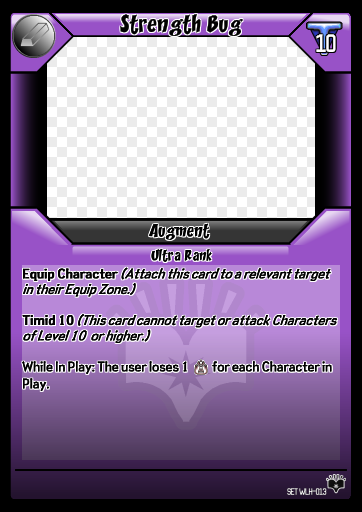 Strength Bug
10
Augment
Ultra Rank
Equip Character (Attach this card to a relevant target
in their Equip Zone.)
Timid 10 (This card cannot target or attack Characters
of Level 10 or higher.)
While In Play: The user loses 1 for each Character in
Play.
SET WLH-013